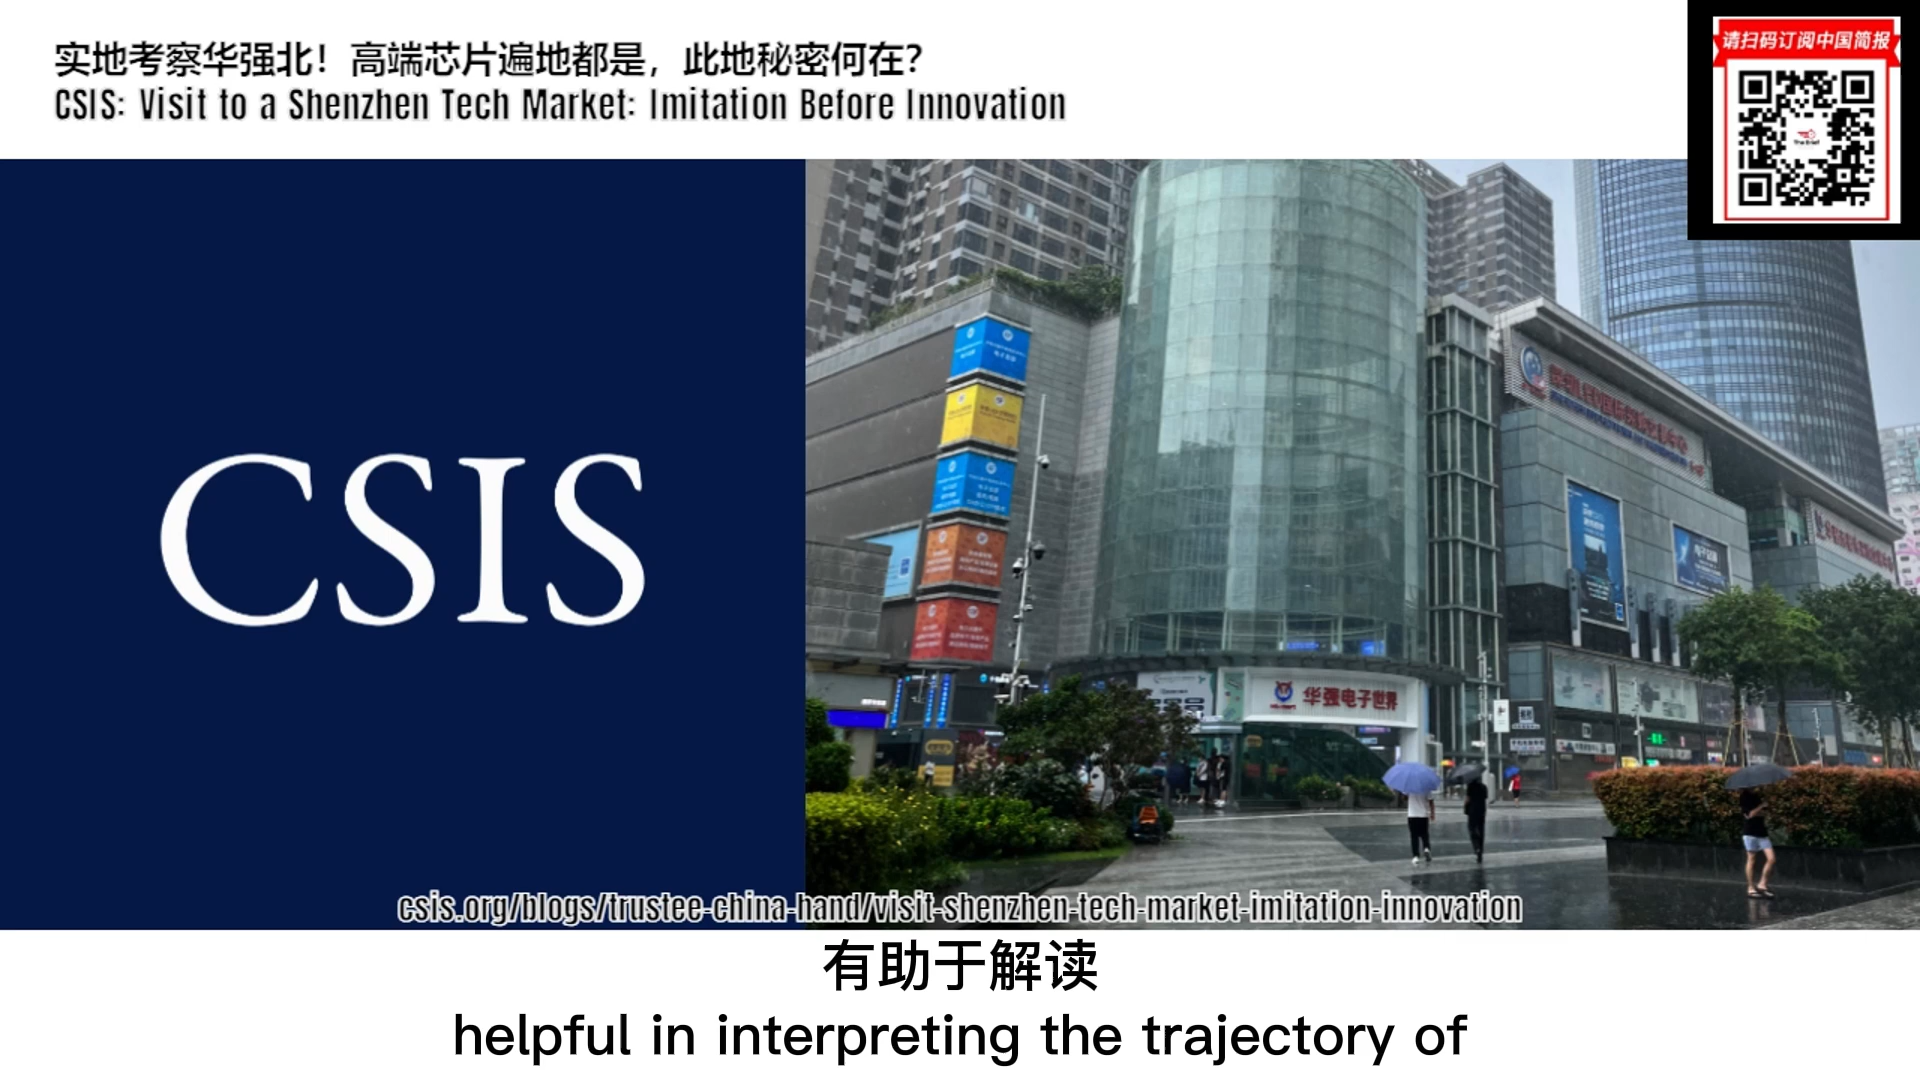 实地考察华强北！高端芯片遍地都是，此地秘密何在？
CSIS: Visit to a Shenzhen Tech Market: Imitation Before Innovation
请扫码订阅中国简报
CSIS
华强电子世界
csis.org/blogs/trustee-china-hand/visit-shenzhen-tech-market-imitation-innovation
有助于解读
helpful in interpreting the trajectory of